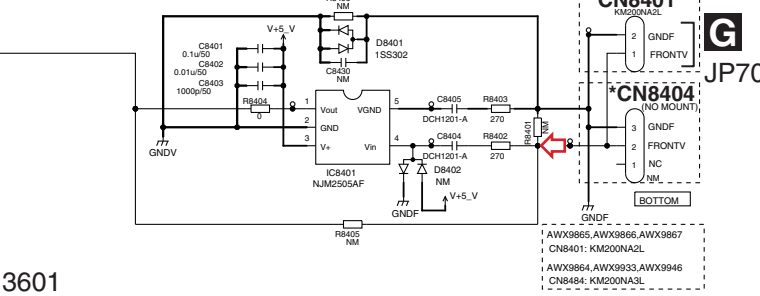 CN8401
KM200NA2L
2 GNDF
1 FRONTV
G
JP70
V+5_V
C8401
0.1u/50
C8402
0.01u/50
C8403
1000p/50
D8401
1SS302
C8430
NM
*CN8404
(NO MOUNT)
3 GNDF
2 FRONTV
1 NC
NM
R8404
0
1 Vout
2 GND
3 V+
VGND 5
Vin 4
IC8401
NJM2505AF
C8405
DCH1201-A
R8403
270
R8401
NM
C8404
DCH1201-A
R8402
270
D8402
NM
V+5_V
GNDV
GNDF
GNDF
BOTTOM
R8405
NM
AWX9865,AWX9866,AWX9867
CN8401: KM200NA2L
AWX9864,AWX9933,AWX9946
CN8484: KM200NA3L
3601